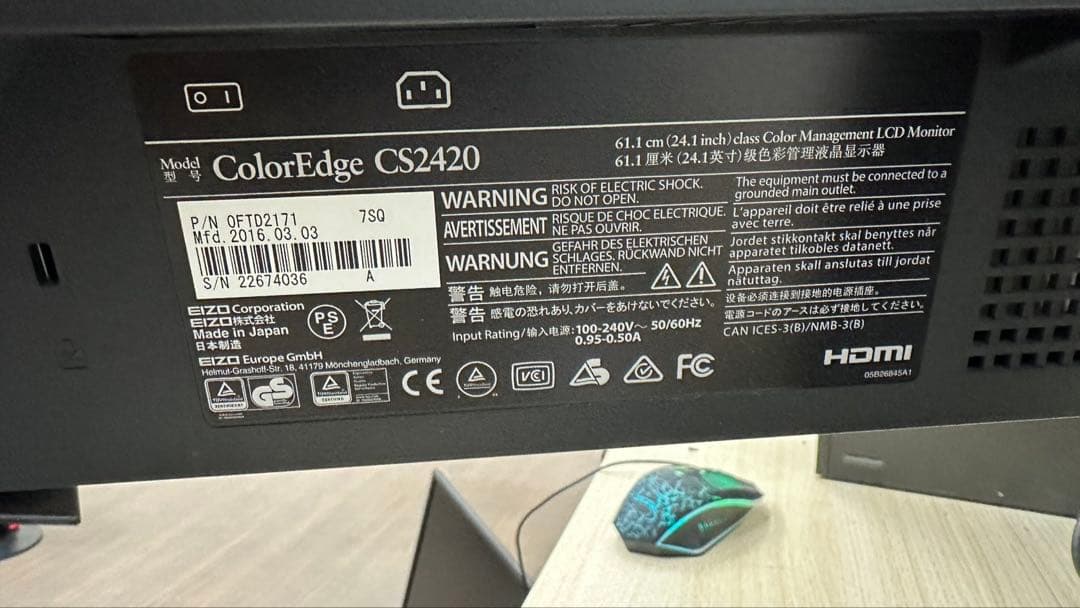 Model
型 号
ColorEdge CS2420
61.1 cm (24.1 inch) class Color Management LCD Monitor
61.1 厘米 (24.1英寸) 级色彩管理液晶显示器
P/N 0FTD2171 7SQ
Mfd. 2016.03.03
S/N 22674036 A
EIZO Corporation
EIZO株式会社
Made in Japan
日本制造
PS
E
EIZO Europe GmbH
Helmut-Grashoff-Str. 18, 41179 Mönchengladbach, Germany
WARNING RISK OF ELECTRIC SHOCK.
DO NOT OPEN.
AVERTISSEMENT RISQUE DE CHOC ELECTRIQUE.
NE PAS OUVRIR.
WARNUNG GEFAHR DES ELEKTRISCHEN
SCHLAGES. RÜCKWAND NICHT
ENTFERNEN.
警告 触电危险，请勿打开后盖。
警告 感電の恐れあり、カバーをあけないでください。
Input Rating/输入电源: 100-240V～ 50/60Hz
0.95-0.50A
The equipment must be connected to a
grounded main outlet.
L'appareil doit être relié à une prise
avec terre.
Jordet stikkontakt skal benyttes når
apparatet tilkobles datanett.
Apparaten skall anslutas till jordat
nätuttag.
设备必须连接到接地的电源插座。
電源コードのアースは必ず接地してください。
CAN ICES-3(B)/NMB-3(B)
CE
VCI
FC
HDMI
05B26845A1